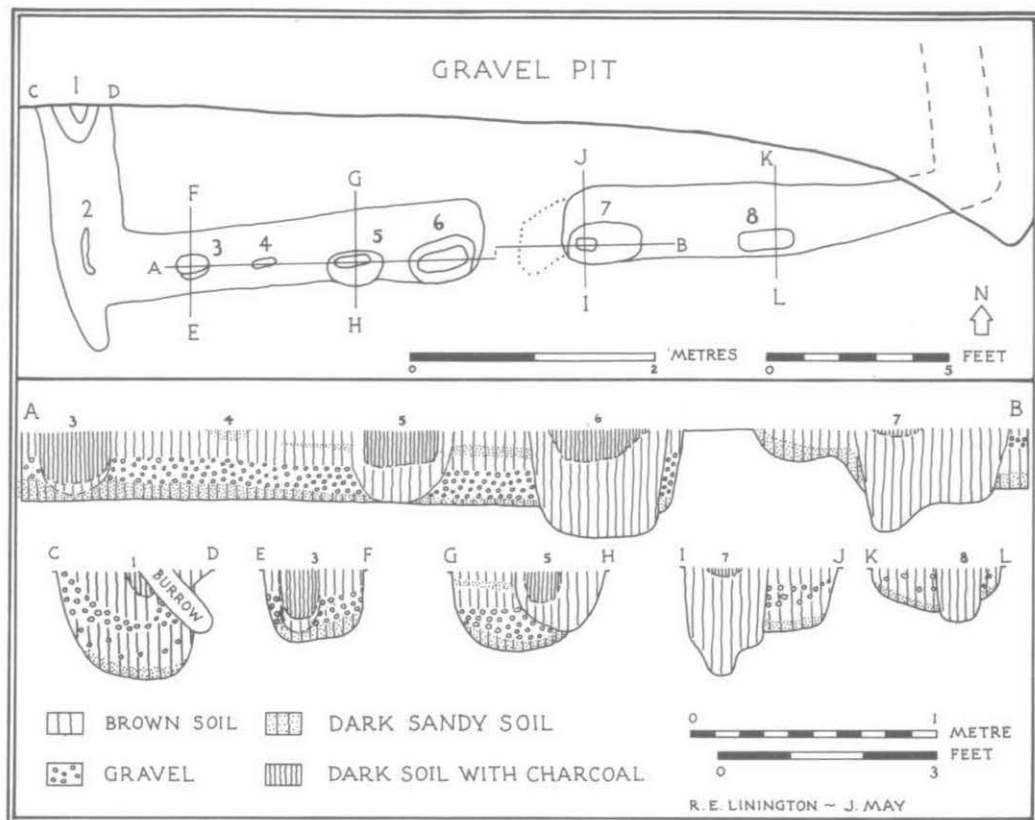 GRAVEL PIT
C 1 D
J K
F G
2 3 4 5 6 7 8
A B
E H I L
N
METRES FEET
0 2 0 5
A 3 4 5 6 7 B
C 1 D E 3 F G 5 H I 7 J K 8 L
BURROW
BROWN SOIL DARK SANDY SOIL
0 1
METRE
FEET
GRAVEL DARK SOIL WITH CHARCOAL
0 3
R. E. LININGTON ~ J. MAY